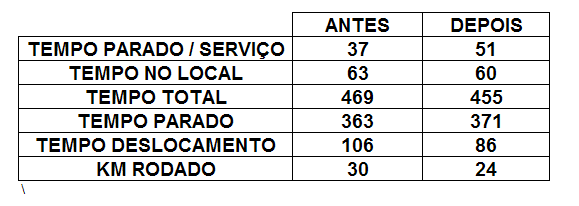 ANTES DEPOIS
TEMPO PARADO / SERVIÇO 37 51
TEMPO NO LOCAL 63 60
TEMPO TOTAL 469 455
TEMPO PARADO 363 371
TEMPO DESLOCAMENTO 106 86
KM RODADO 30 24
\